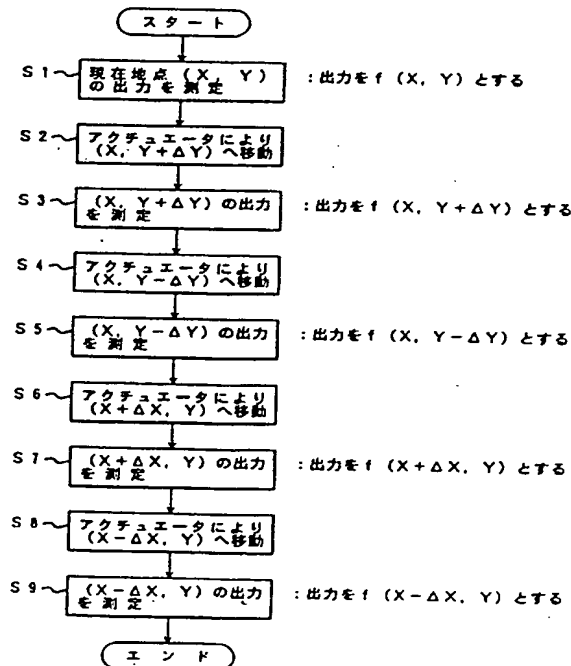 スタート
S1 現在地点(X, Y) :出力をf(X, Y)とする
の出力を測定
S2 アクチュエータにより
(X, Y+ΔY)へ移動
S3 (X, Y+ΔY)の出力 :出力をf(X, Y+ΔY)とする
を測定
S4 アクチュエータにより
(X, Y-ΔY)へ移動
S5 (X, Y-ΔY)の出力 :出力をf(X, Y-ΔY)とする
を測定
S6 アクチュエータにより
(X+ΔX, Y)へ移動
S7 (X+ΔX, Y)の出力 :出力をf(X+ΔX, Y)とする
を測定
S8 アクチュエータにより
(X-ΔX, Y)へ移動
S9 (X-ΔX, Y)の出力 :出力をf(X-ΔX, Y)とする
を測定
エンド